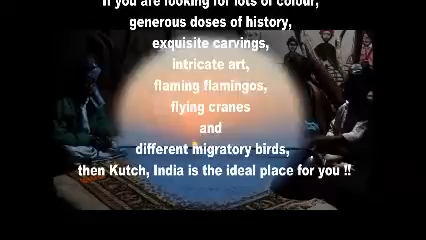 If you are looking for lots of colour,
generous doses of history,
exquisite carvings,
intricate art,
flaming flamingos,
flying cranes
and
different migratory birds,
then Kutch, India is the ideal place for you !!